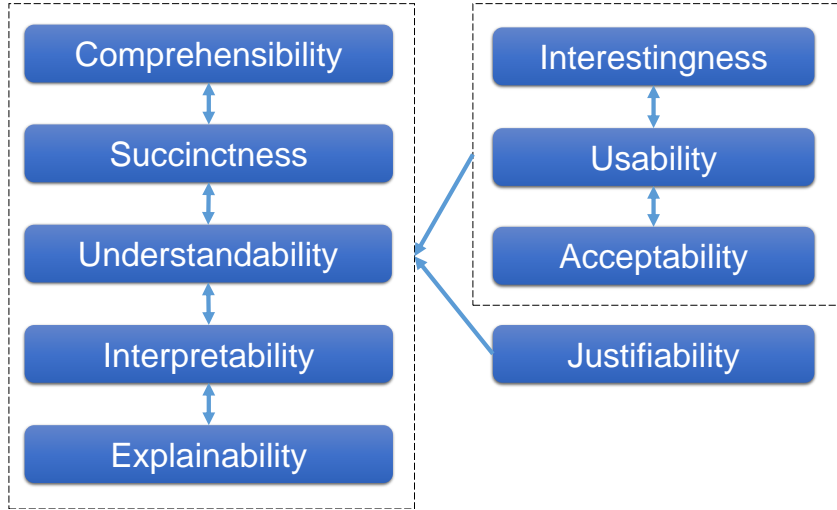 Comprehensibility
Succinctness
Understandability
Interpretability
Explainability
Interestingness
Usability
Acceptability
Justifiability